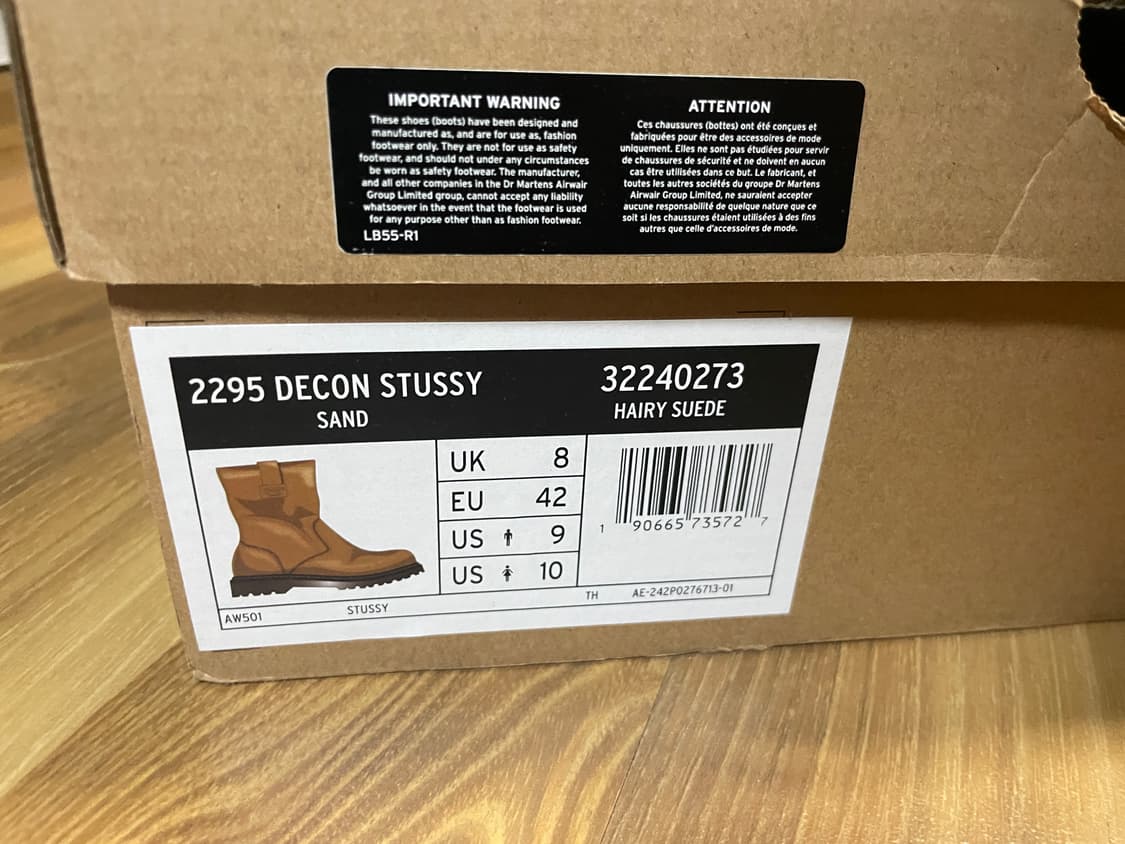 IMPORTANT WARNING
These shoes (boots) have been designed and
manufactured as, and are for use as, fashion
footwear only. They are not for use as safety
footwear, and should not under any circumstances
be worn as safety footwear. The manufacturer,
and all other companies in the Dr Martens Airwair
Group Limited group, cannot accept any liability
whatsoever in the event that the footwear is used
for any purpose other than as fashion footwear.
LB55-R1
ATTENTION
Ces chaussures (bottes) ont été conçues et
fabriquées pour être des accessoires de mode
uniquement. Elles ne sont pas étudiées pour servir
de chaussures de sécurité et ne doivent en aucun
cas être utilisées dans ce but. Le fabricant, et
toutes les autres sociétés du groupe Dr Martens
Airwair Group Limited, ne sauraient accepter
aucune responsabilité de quelque nature que ce
soit si les chaussures étaient utilisées à des fins
autres que celle d'accessoires de mode.
2295 DECON STUSSY
SAND
32240273
HAIRY SUEDE
UK 8
EU 42
US 9
US 10
1 90665 73572 7
TH AE-242P0276713-01
AW501 STUSSY